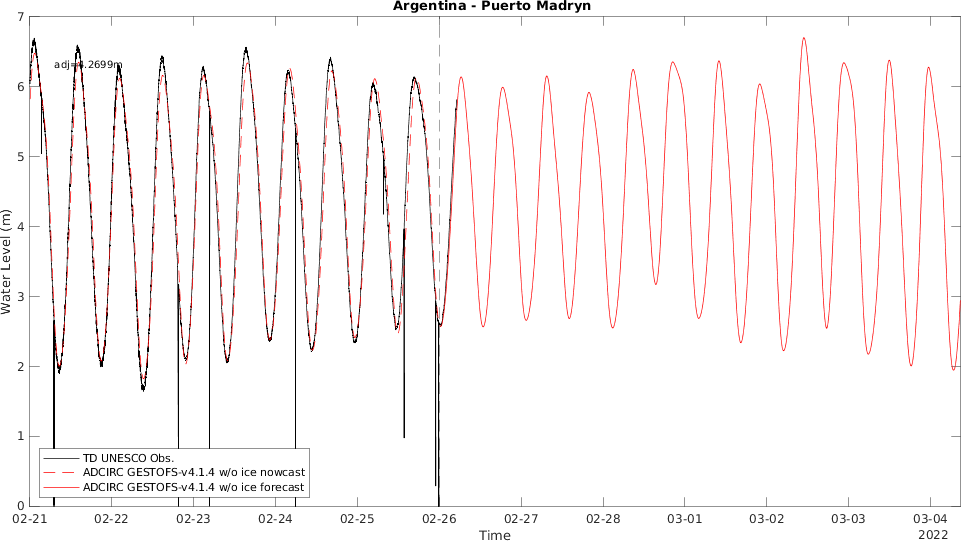 Argentina - Puerto Madryn
7
6
5
4
3
2
1
0
Water Level (m)
adj=4.2699m
TD UNESCO Obs.
ADCIRC GESTOFS-v4.1.4 w/o ice nowcast
ADCIRC GESTOFS-v4.1.4 w/o ice forecast
02-21 02-22 02-23 02-24 02-25 02-26 02-27 02-28 03-01 03-02 03-03 03-04
Time
2022